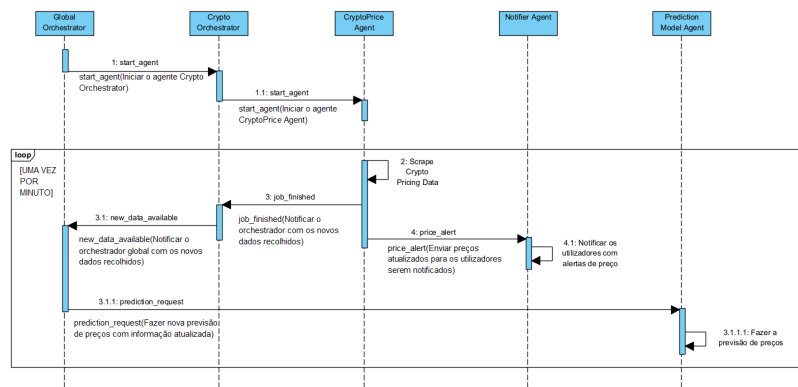 Global
Orchestrator
Crypto
Orchestrator
CryptoPrice
Agent
Notifier Agent
Prediction
Model Agent
1: start_agent
start_agent(Iniciar o agente Crypto
Orchestrator)
1.1: start_agent
start_agent(Iniciar o agente
CryptoPrice Agent)
loop
[UMA VEZ
POR
MINUTO]
2: Scrape
Crypto
Pricing Data
3: job_finished
job_finished(Notificar o
orchestrador com os novos
dados recolhidos)
3.1: new_data_available
new_data_available(Notificar o
orchestrador global com os novos
dados recolhidos)
4: price_alert
price_alert(Enviar preços
atualizados para os utilizadores
serem notificados)
4.1: Notificar os
utilizadores com
alertas de preço
3.1.1: prediction_request
prediction_request(Fazer nova previsão
de preços com informação atualizada)
3.1.1.1: Fazer a
previsão de preços